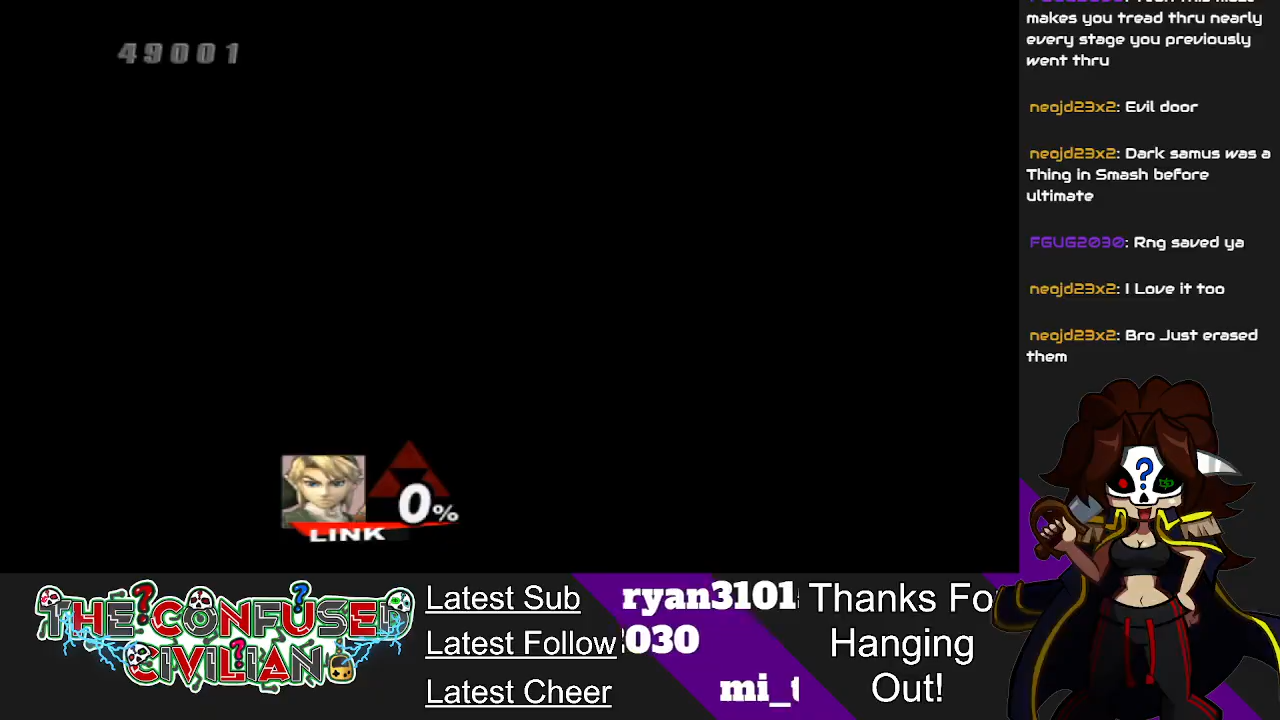 49001
makes you tread thru nearly
every stage you previously
went thru
neojd23x2: Evil door
neojd23x2: Dark samus was a
Thing in Smash before
ultimate
FGUG2030: Rng saved ya
neojd23x2: I Love it too
neojd23x2: Bro Just erased
them
0%
LINK
THE CONFUSED
CIVILIAN
Latest Sub
ryan3101
Latest Follow
030
Latest Cheer
mi_t
Thanks Fo
Hanging
Out!